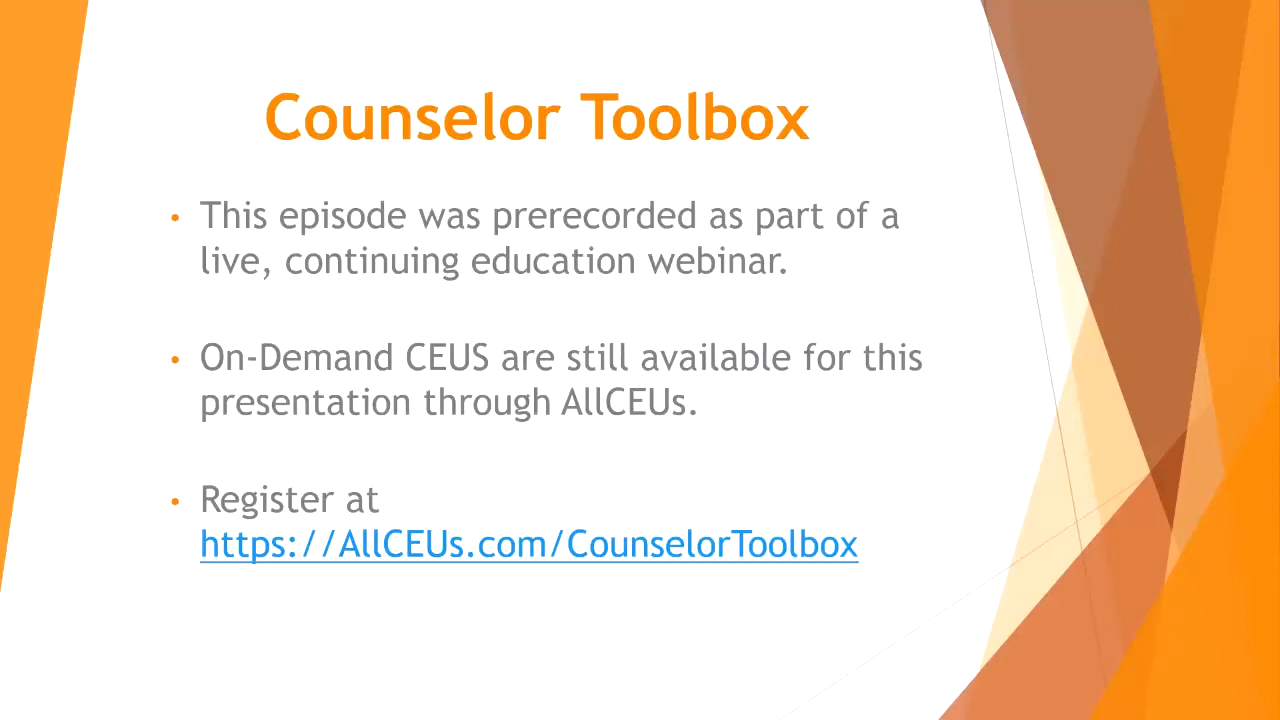 Counselor Toolbox
• This episode was prerecorded as part of a
live, continuing education webinar.
• On-Demand CEUS are still available for this
presentation through AllCEUs.
• Register at
https://AllCEUs.com/CounselorToolbox